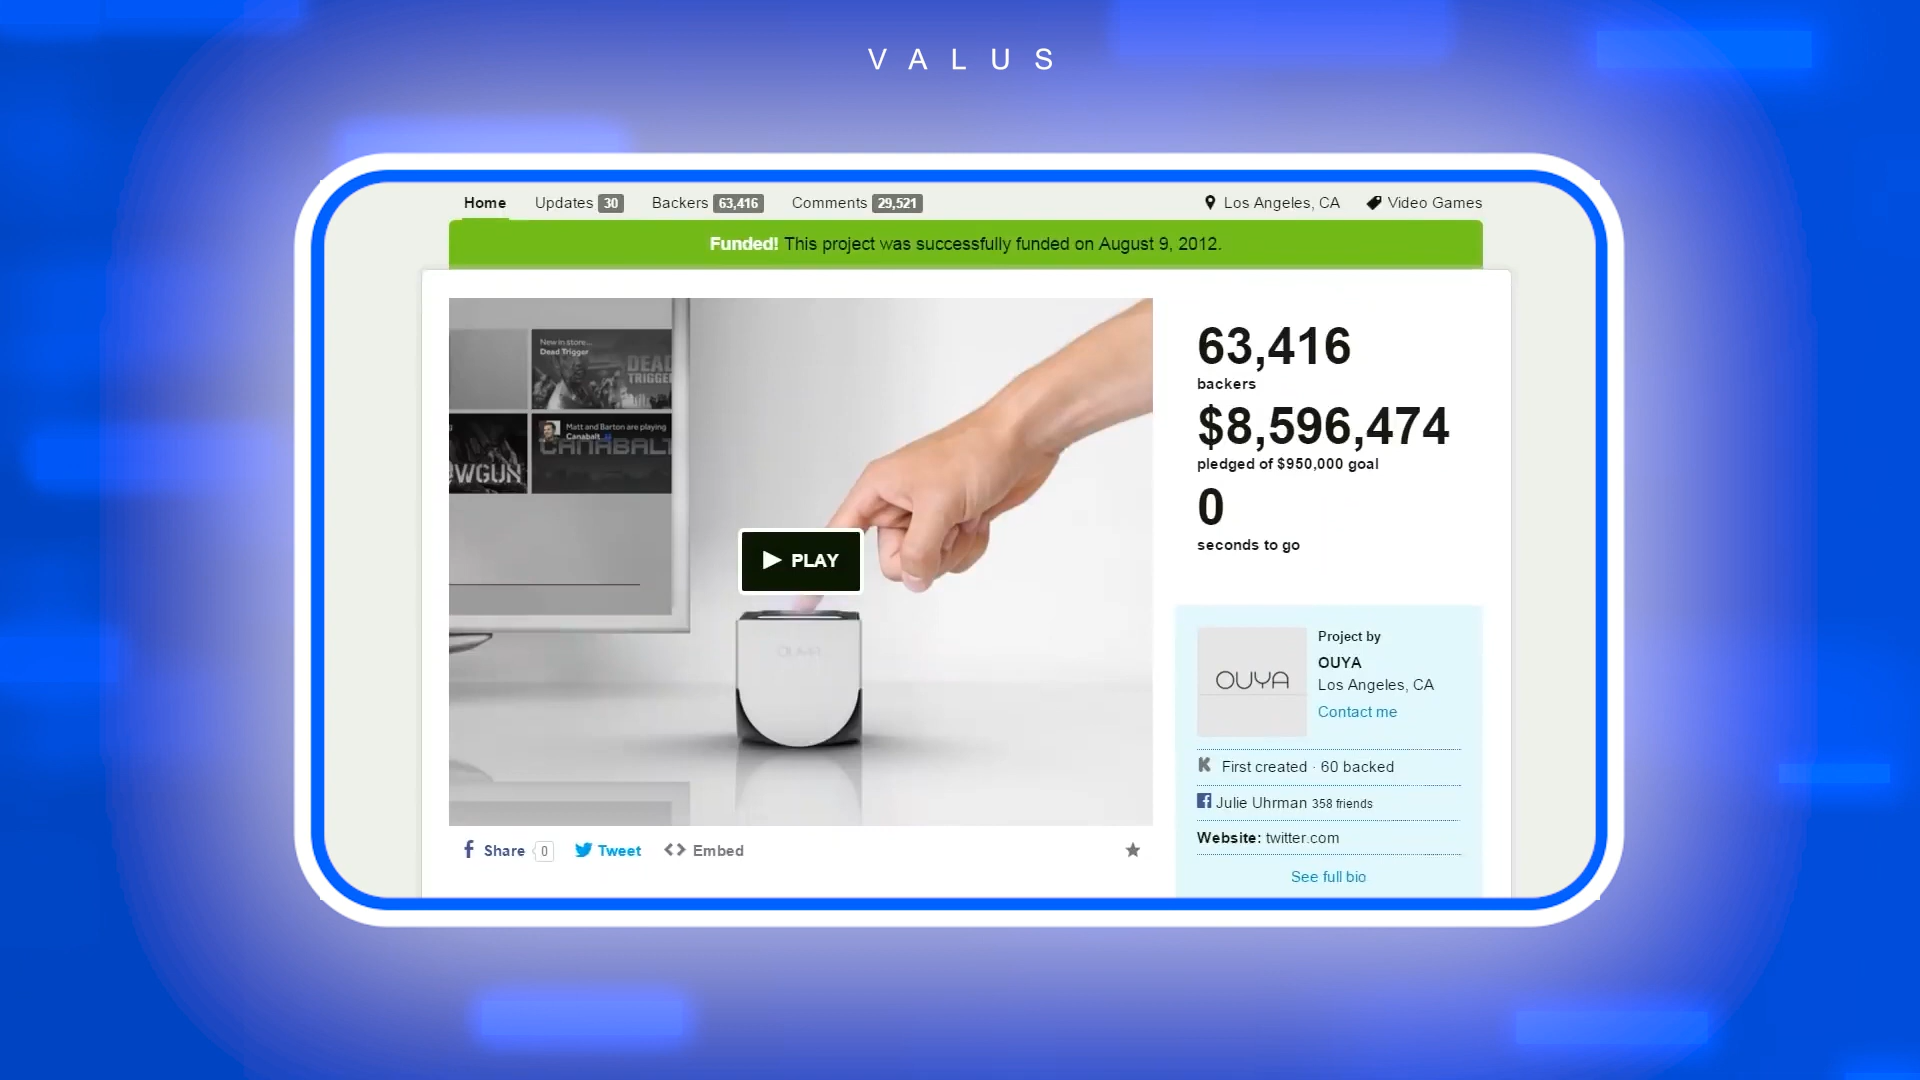 VALUS
Home Updates 30 Backers 63,416 Comments 29,521 Los Angeles, CA Video Games
Funded! This project was successfully funded on August 9, 2012.
New in store...
Dead Trigger
DEAD
TRIGGER
Matt and Barton are playing
Canabalt
CANABALT
WGUN
PLAY
OUYA
63,416
backers
$8,596,474
pledged of $950,000 goal
0
seconds to go
OUYA
Project by
OUYA
Los Angeles, CA
Contact me
First created · 60 backed
Julie Uhrman 358 friends
Website: twitter.com
See full bio
Share 0 Tweet Embed